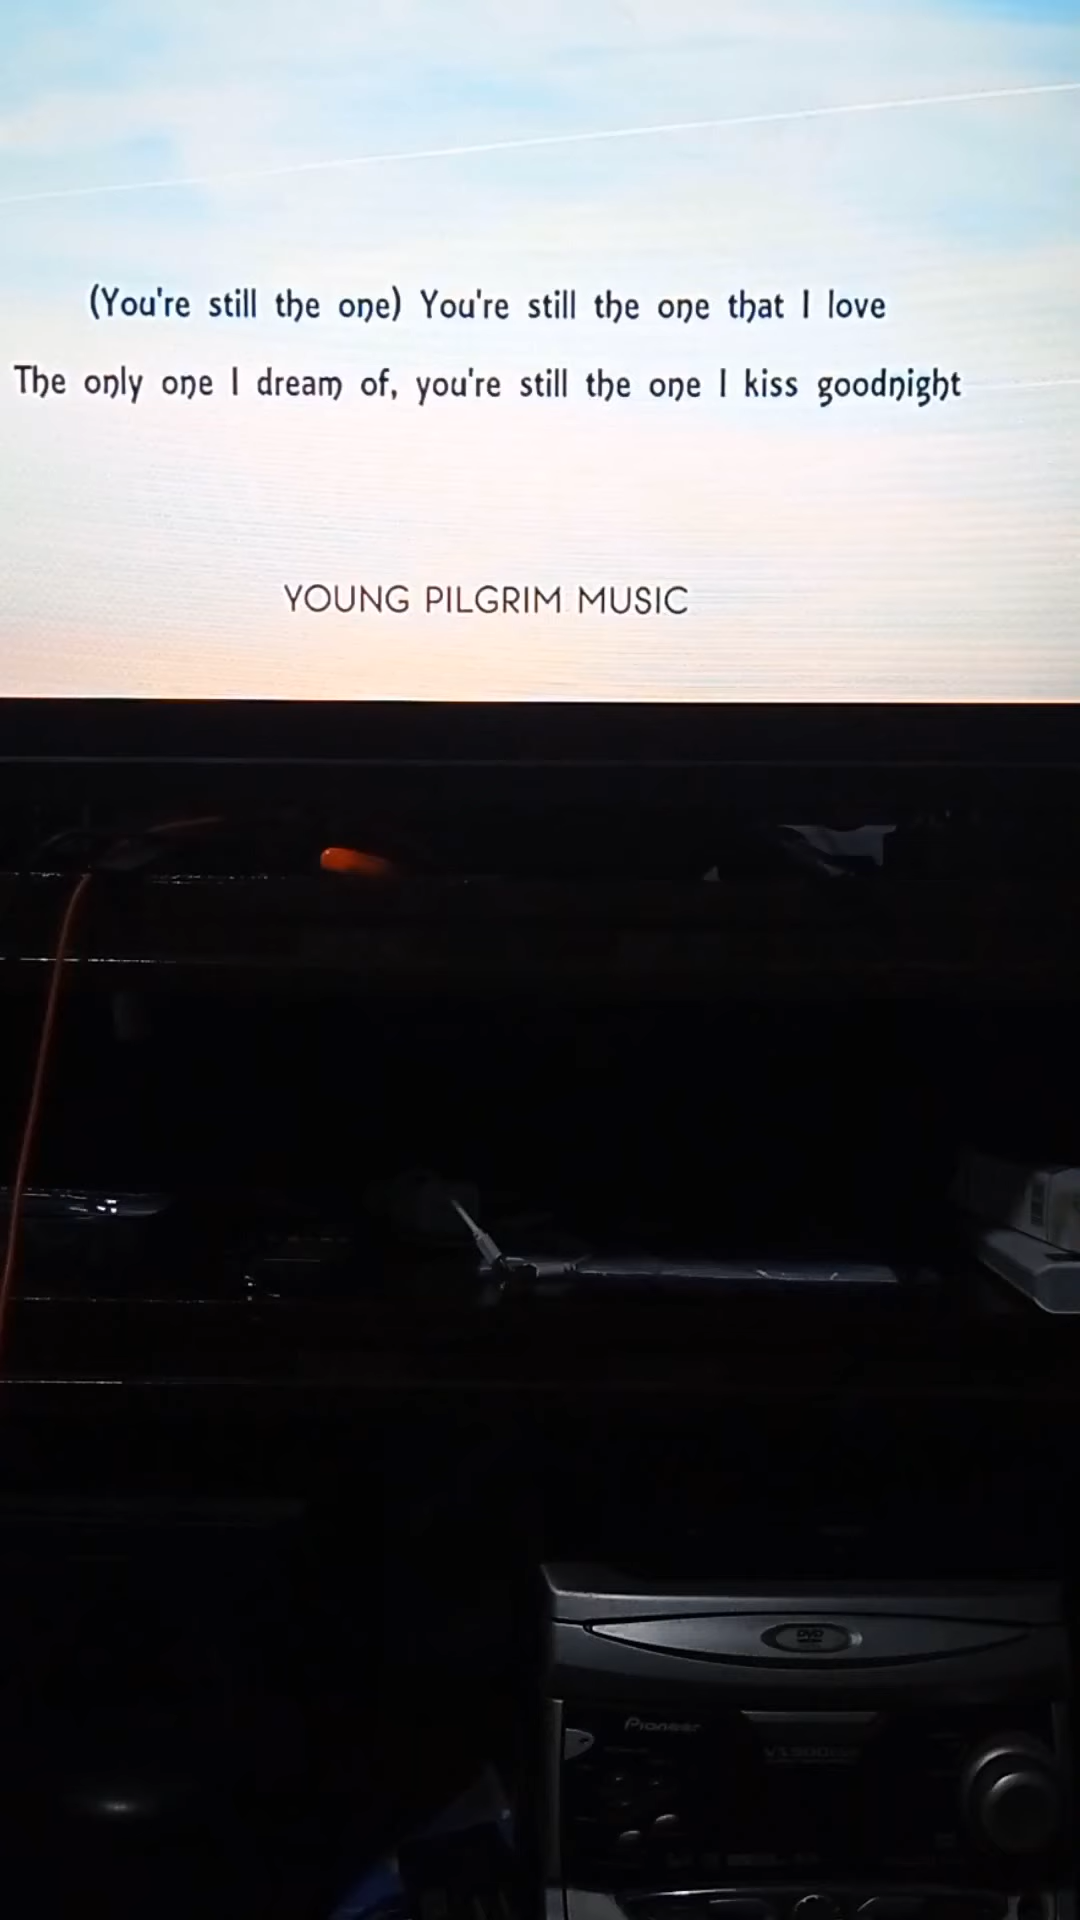 (You're still the one) You're still the one that I love
The only one I dream of, you're still the one I kiss goodnight
YOUNG PILGRIM MUSIC
DVD
Pioneer